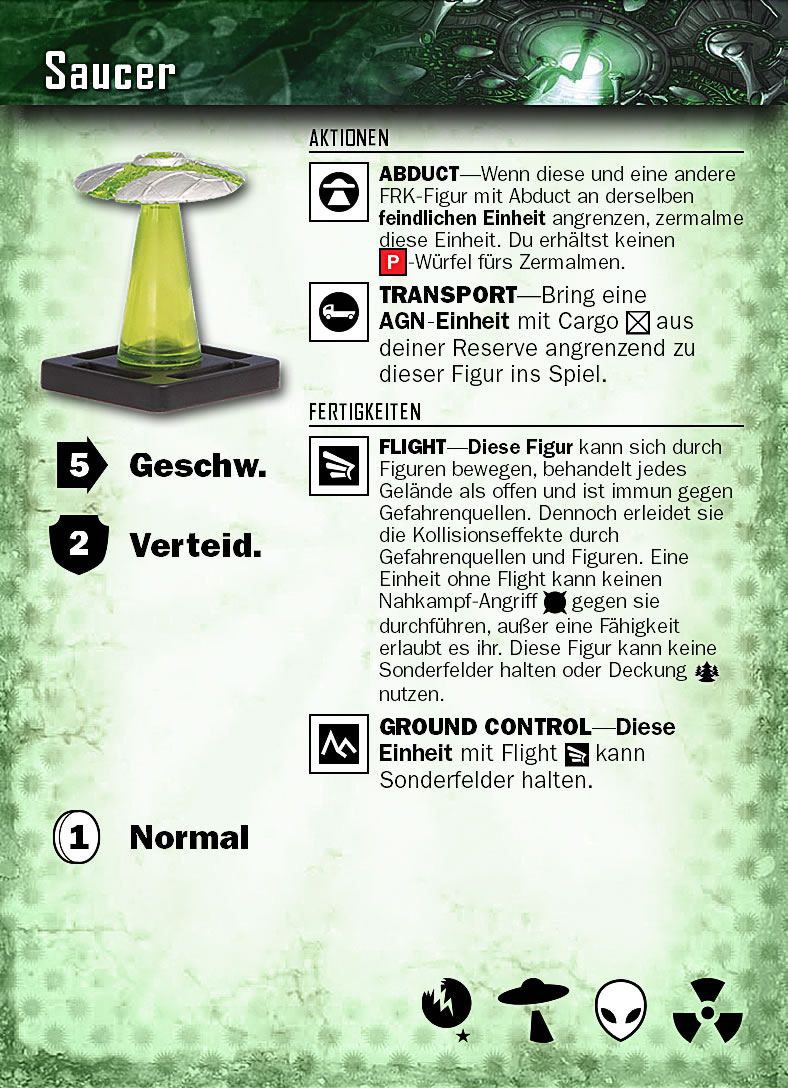 Saucer
AKTIONEN
ABDUCT—Wenn diese und eine andere
FRK-Figur mit Abduct an derselben
feindlichen Einheit angrenzen, zermalme
diese Einheit. Du erhältst keinen
P-Würfel fürs Zermalmen.
TRANSPORT—Bring eine
AGN-Einheit mit Cargo aus
deiner Reserve angrenzend zu
dieser Figur ins Spiel.
FERTIGKEITEN
FLIGHT—Diese Figur kann sich durch
Figuren bewegen, behandelt jedes
Gelände als offen und ist immun gegen
Gefahrenquellen. Dennoch erleidet sie
die Kollisionseffekte durch
Gefahrenquellen und Figuren. Eine
Einheit ohne Flight kann keinen
Nahkampf-Angriff gegen sie
durchführen, außer eine Fähigkeit
erlaubt es ihr. Diese Figur kann keine
Sonderfelder halten oder Deckung
nutzen.
GROUND CONTROL—Diese
Einheit mit Flight kann
Sonderfelder halten.
5 Geschw.
2 Verteid.
1 Normal